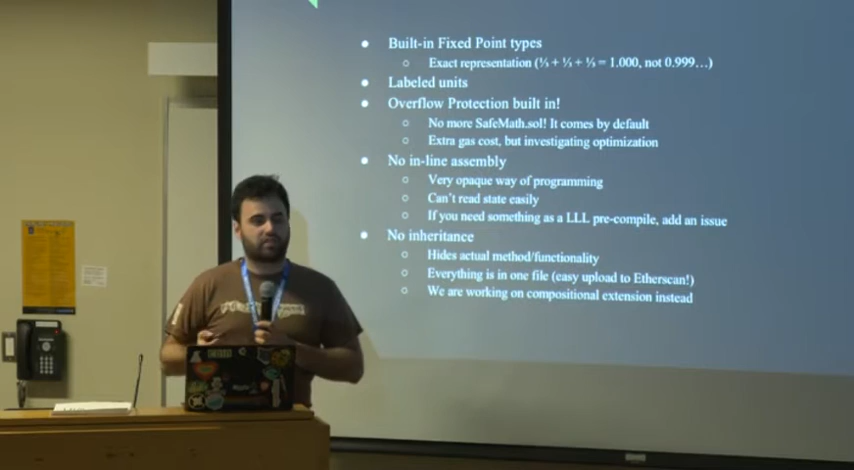 Built-in Fixed Point types
Exact representation (⅓ + ⅓ + ⅓ = 1.000, not 0.999…)
Labeled units
Overflow Protection built in!
No more SafeMath.sol! It comes by default
Extra gas cost, but investigating optimization
No in-line assembly
Very opaque way of programming
Can't read state easily
If you need something as a LLL pre-compile, add an issue
No inheritance
Hides actual method/functionality
Everything is in one file (easy upload to Etherscan!)
We are working on compositional extension instead